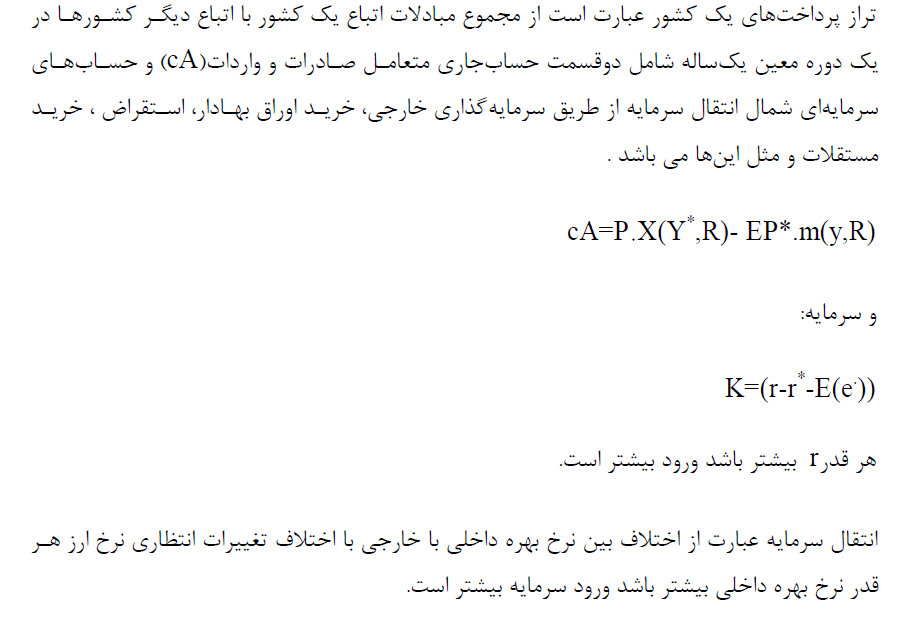 تراز پرداخت‌های یک کشور عبارت است از مجموع مبادلات اتباع یک کشور با اتباع دیگر کشورها در
یک دوره معین یک‌ساله شامل دوقسمت حساب‌جاری متعامل صادرات و واردات(cA) و حساب‌های
سرمایه‌ای شمال انتقال سرمایه از طریق سرمایه‌گذاری خارجی، خرید اوراق بهادار، استقراض ، خرید
مستقلات و مثل این‌ها می باشد .
cA=P.X(Y*,R)- EP*.m(y,R)
و سرمایه:
K=(r-r*-E(e·))
هر قدر r بیشتر باشد ورود بیشتر است.
انتقال سرمایه عبارت از اختلاف بین نرخ بهره داخلی با خارجی با اختلاف تغییرات انتظاری نرخ ارز هر
قدر نرخ بهره داخلی بیشتر باشد ورود سرمایه بیشتر است.